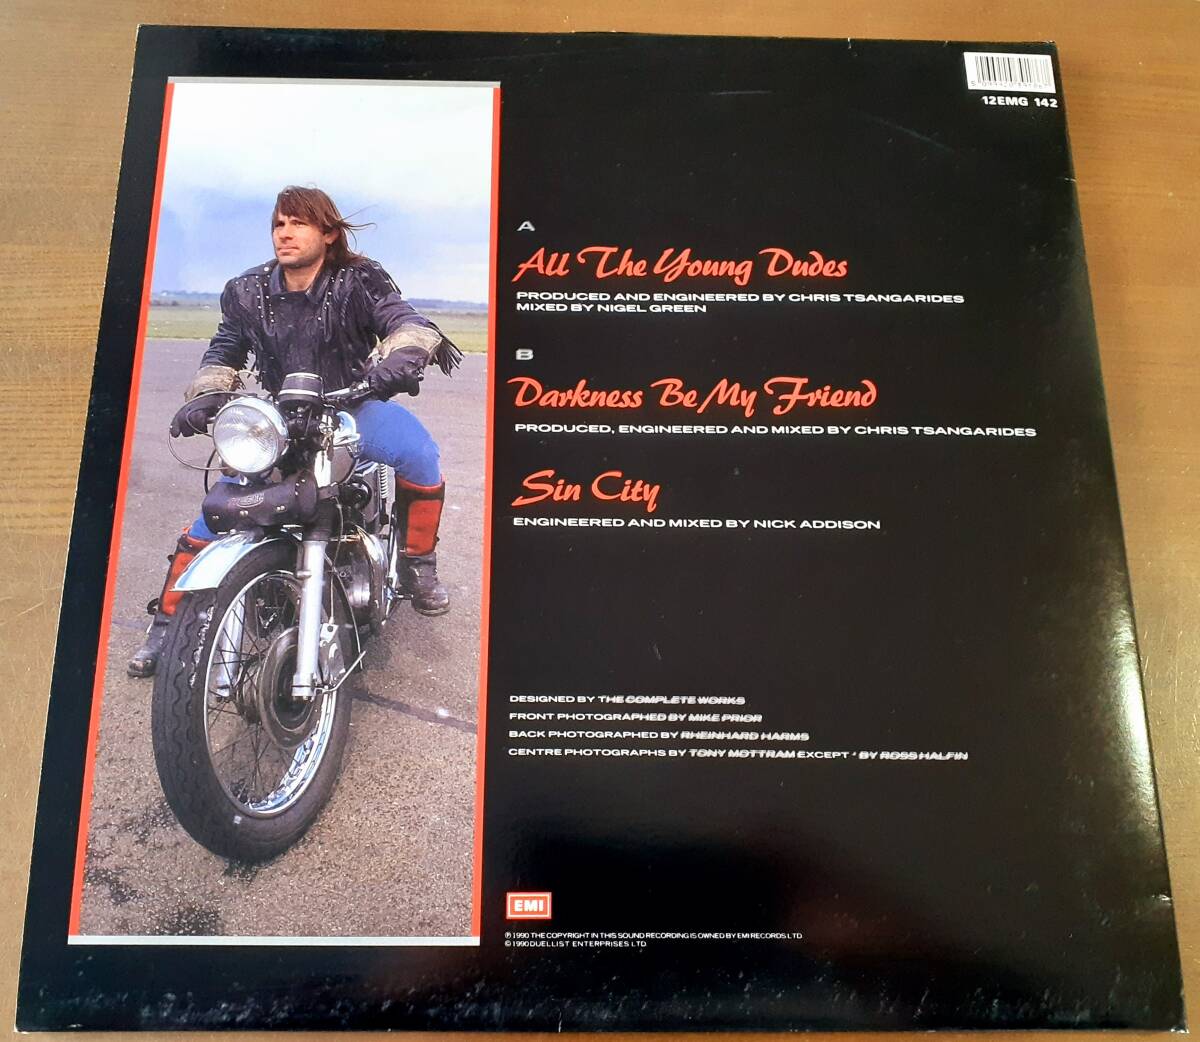 12EMG 142
A
All The Young Dudes
PRODUCED AND ENGINEERED BY CHRIS TSANGARIDES
MIXED BY NIGEL GREEN
B
Darkness Be My Friend
PRODUCED, ENGINEERED AND MIXED BY CHRIS TSANGARIDES
Sin City
ENGINEERED AND MIXED BY NICK ADDISON
DESIGNED BY THE COMPLETE WORKS
FRONT PHOTOGRAPHED BY MIKE PRIOR
BACK PHOTOGRAPHED BY RHEINHARD HARMS
CENTRE PHOTOGRAPHS BY TONY MOTTRAM EXCEPT * BY ROSS HALFIN
EMI
℗ 1990 THE COPYRIGHT IN THIS SOUND RECORDING IS OWNED BY EMI RECORDS LTD.
© 1990 DUELLIST ENTERPRISES LTD.